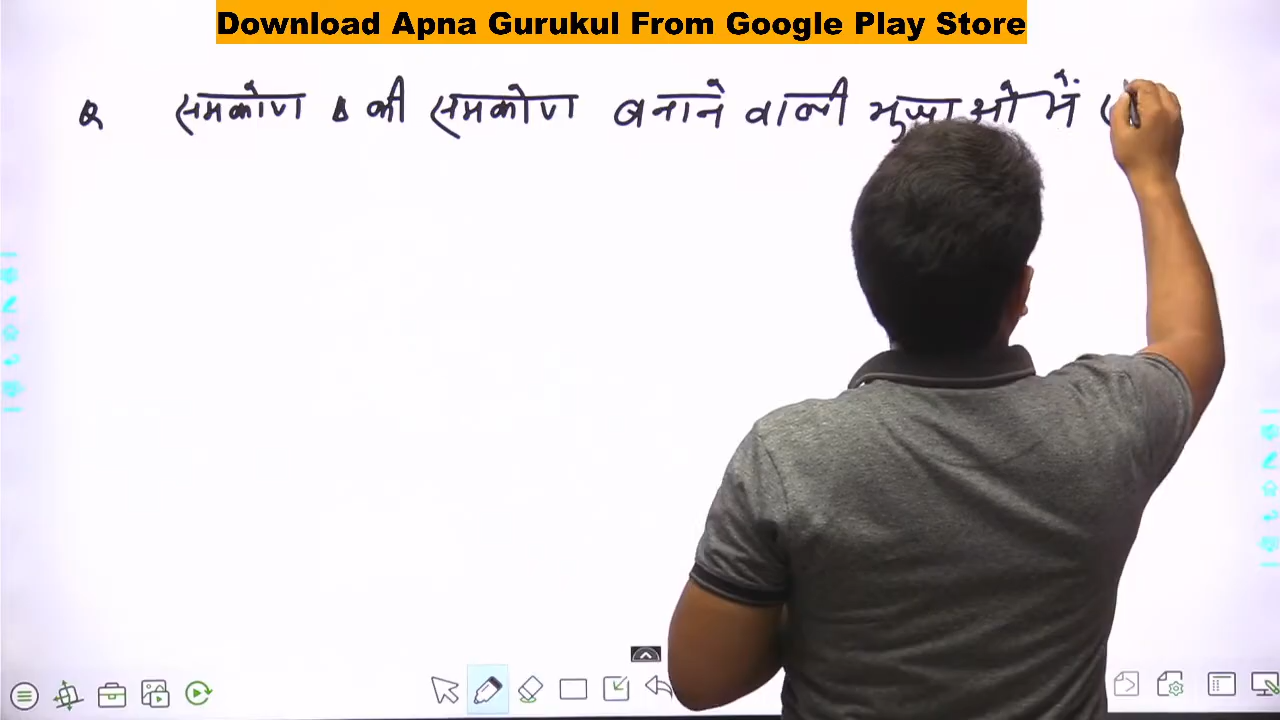 Download Apna Gurukul From Google Play Store
Q समकोण Δ की समकोण बनाने वाली भुजाओ में